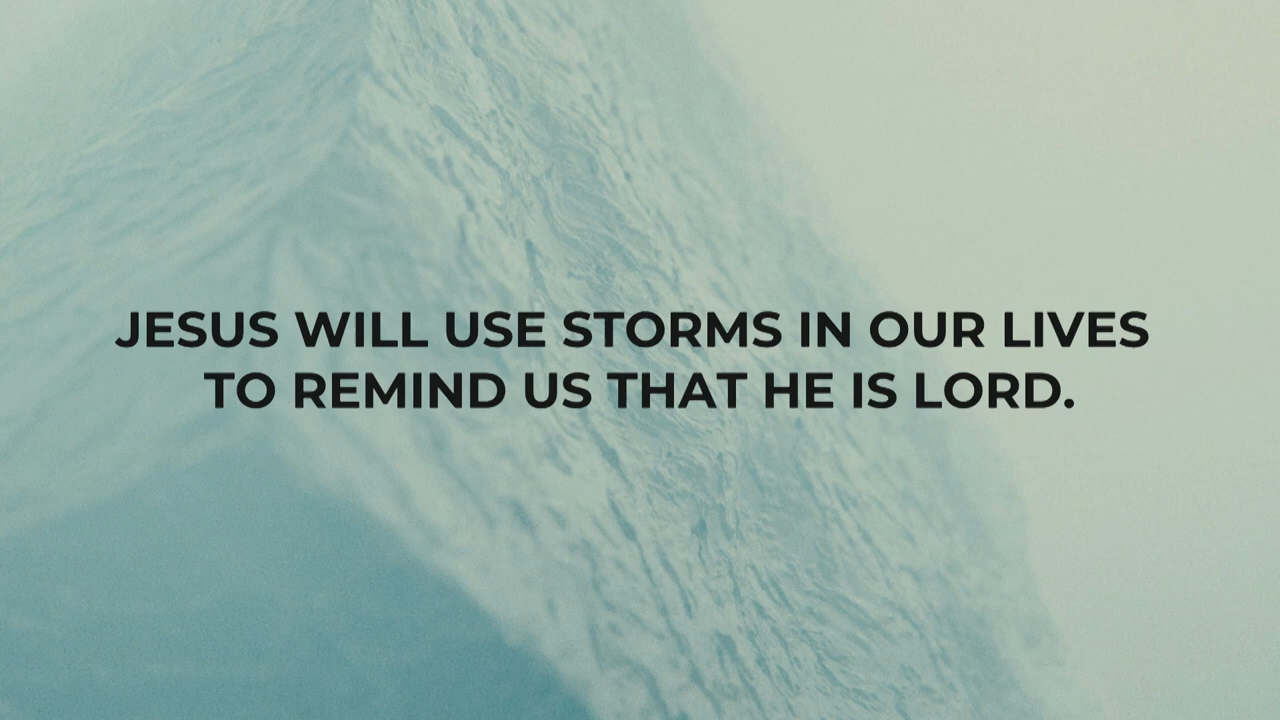 JESUS WILL USE STORMS IN OUR LIVES
TO REMIND US THAT HE IS LORD.